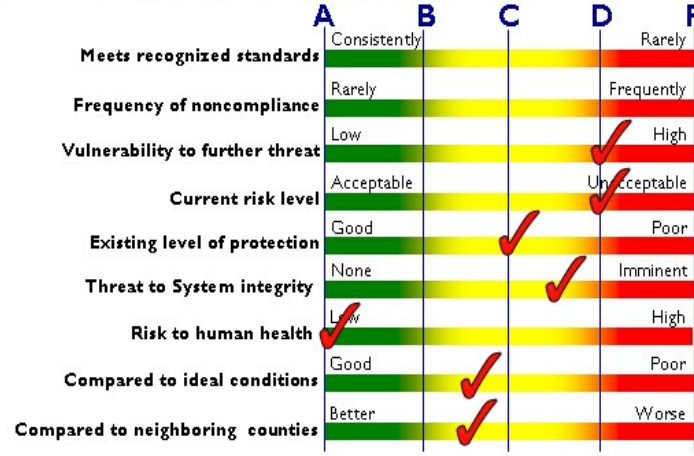 A B C D F
Consistently Rarely
Meets recognized standards
Rarely Frequently
Frequency of noncompliance
Low High
Vulnerability to further threat
Acceptable Unacceptable
Current risk level
Good Poor
Existing level of protection
None Imminent
Threat to System integrity
Low High
Risk to human health
Good Poor
Compared to ideal conditions
Better Worse
Compared to neighboring counties